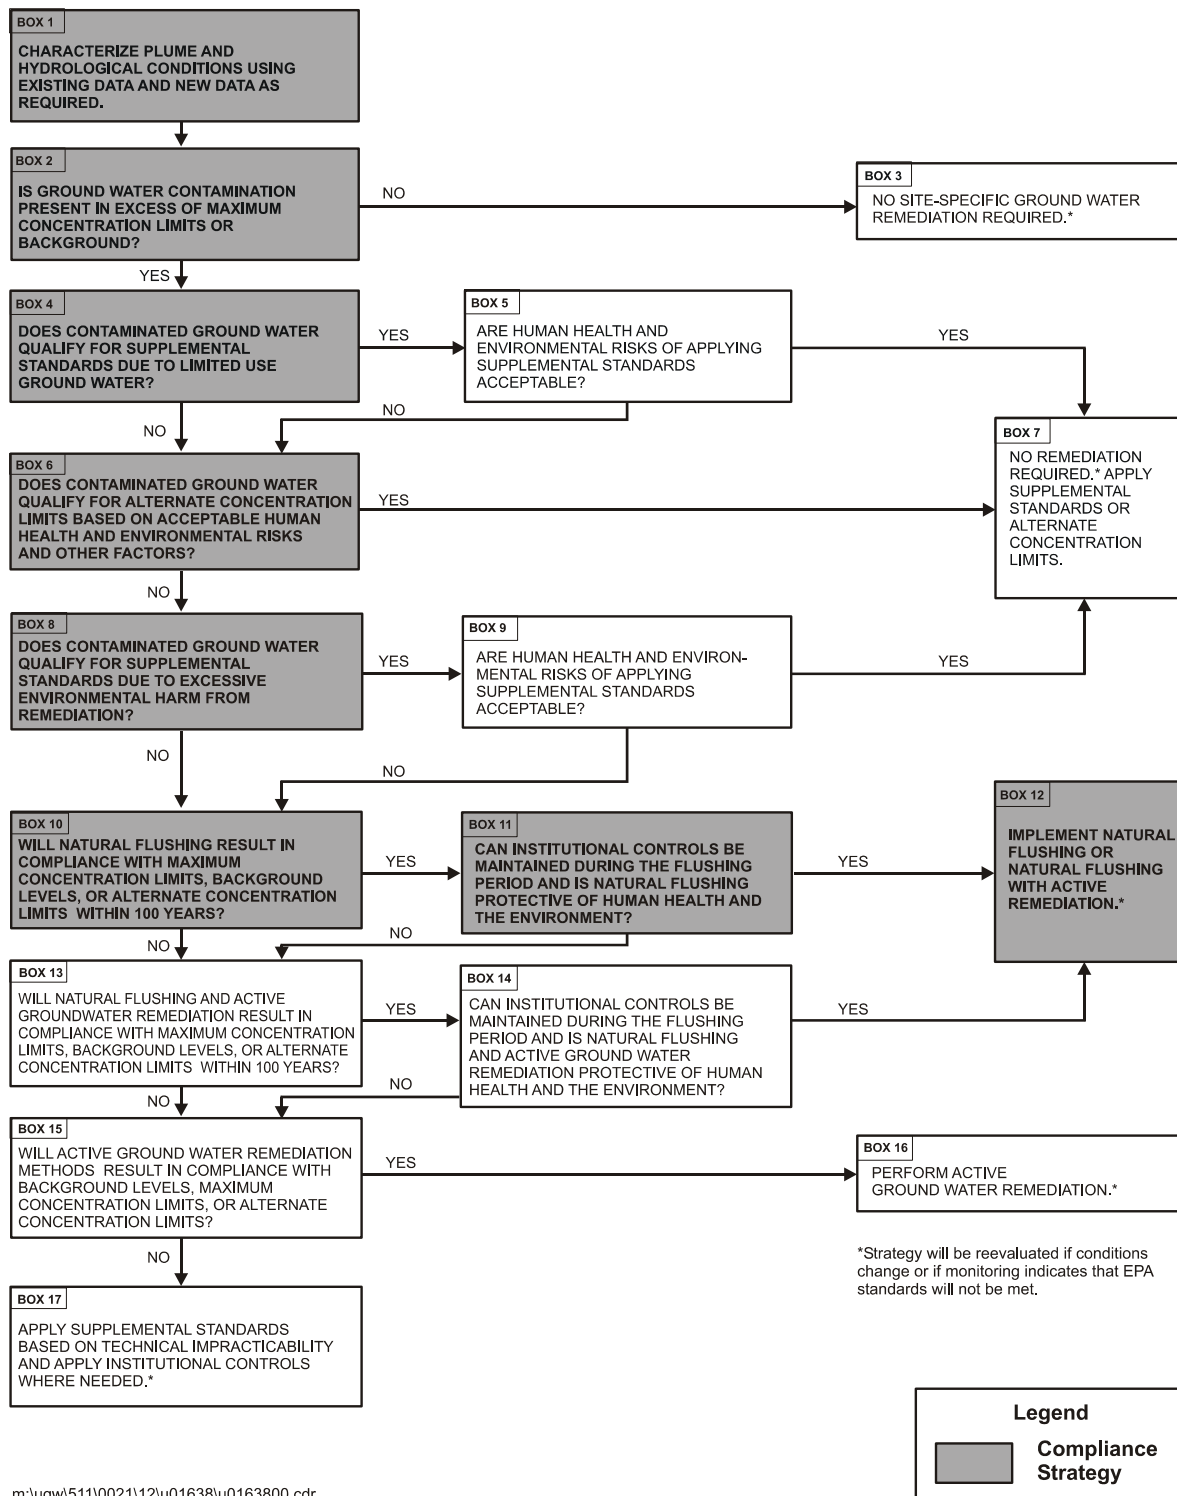 BOX 1
CHARACTERIZE PLUME AND
HYDROLOGICAL CONDITIONS USING
EXISTING DATA AND NEW DATA AS
REQUIRED.
BOX 2
IS GROUND WATER CONTAMINATION
PRESENT IN EXCESS OF MAXIMUM
CONCENTRATION LIMITS OR
BACKGROUND?
NO
BOX 3
NO SITE-SPECIFIC GROUND WATER
REMEDIATION REQUIRED.*
YES
BOX 4
DOES CONTAMINATED GROUND WATER
QUALIFY FOR SUPPLEMENTAL
STANDARDS DUE TO LIMITED USE
GROUND WATER?
YES
BOX 5
ARE HUMAN HEALTH AND
ENVIRONMENTAL RISKS OF APPLYING
SUPPLEMENTAL STANDARDS
ACCEPTABLE?
YES
NO
NO
BOX 6
DOES CONTAMINATED GROUND WATER
QUALIFY FOR ALTERNATE CONCENTRATION
LIMITS BASED ON ACCEPTABLE HUMAN
HEALTH AND ENVIRONMENTAL RISKS
AND OTHER FACTORS?
YES
BOX 7
NO REMEDIATION
REQUIRED.* APPLY
SUPPLEMENTAL
STANDARDS OR
ALTERNATE
CONCENTRATION
LIMITS.
NO
BOX 8
DOES CONTAMINATED GROUND WATER
QUALIFY FOR SUPPLEMENTAL
STANDARDS DUE TO EXCESSIVE
ENVIRONMENTAL HARM FROM
REMEDIATION?
YES
BOX 9
ARE HUMAN HEALTH AND ENVIRON-
MENTAL RISKS OF APPLYING
SUPPLEMENTAL STANDARDS
ACCEPTABLE?
YES
NO
NO
BOX 10
WILL NATURAL FLUSHING RESULT IN
COMPLIANCE WITH MAXIMUM
CONCENTRATION LIMITS, BACKGROUND
LEVELS, OR ALTERNATE CONCENTRATION
LIMITS WITHIN 100 YEARS?
YES
BOX 11
CAN INSTITUTIONAL CONTROLS BE
MAINTAINED DURING THE FLUSHING
PERIOD AND IS NATURAL FLUSHING
PROTECTIVE OF HUMAN HEALTH AND
THE ENVIRONMENT?
YES
BOX 12
IMPLEMENT NATURAL
FLUSHING OR
NATURAL FLUSHING
WITH ACTIVE
REMEDIATION.*
NO
NO
BOX 13
WILL NATURAL FLUSHING AND ACTIVE
GROUNDWATER REMEDIATION RESULT IN
COMPLIANCE WITH MAXIMUM CONCENTRATION
LIMITS, BACKGROUND LEVELS, OR ALTERNATE
CONCENTRATION LIMITS WITHIN 100 YEARS?
YES
BOX 14
CAN INSTITUTIONAL CONTROLS BE
MAINTAINED DURING THE FLUSHING
PERIOD AND IS NATURAL FLUSHING
AND ACTIVE GROUND WATER
REMEDIATION PROTECTIVE OF HUMAN
HEALTH AND THE ENVIRONMENT?
YES
NO
NO
BOX 15
WILL ACTIVE GROUND WATER REMEDIATION
METHODS RESULT IN COMPLIANCE WITH
BACKGROUND LEVELS, MAXIMUM
CONCENTRATION LIMITS, OR ALTERNATE
CONCENTRATION LIMITS?
YES
BOX 16
PERFORM ACTIVE
GROUND WATER REMEDIATION.*
NO
*Strategy will be reevaluated if conditions
change or if monitoring indicates that EPA
standards will not be met.
BOX 17
APPLY SUPPLEMENTAL STANDARDS
BASED ON TECHNICAL IMPRACTICABILITY
AND APPLY INSTITUTIONAL CONTROLS
WHERE NEEDED.*
Legend
Compliance
Strategy
m:\ugw\511\0021\12\u01638\u0163800.cdr